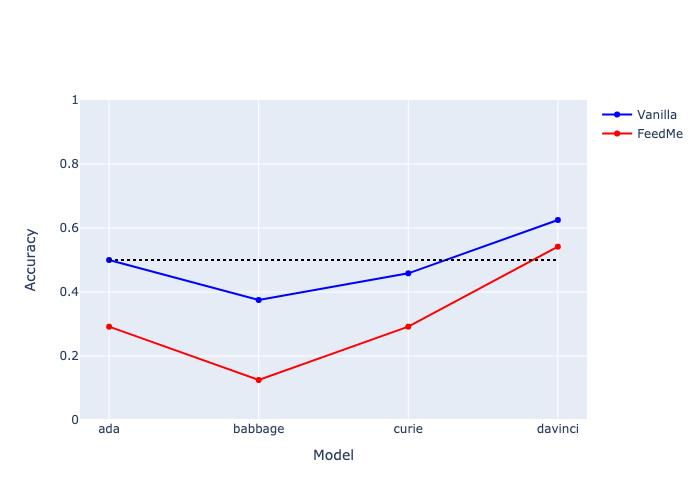 1
0.8
0.6
0.4
0.2
0
Accuracy
ada
babbage
curie
davinci
Model
Vanilla
FeedMe